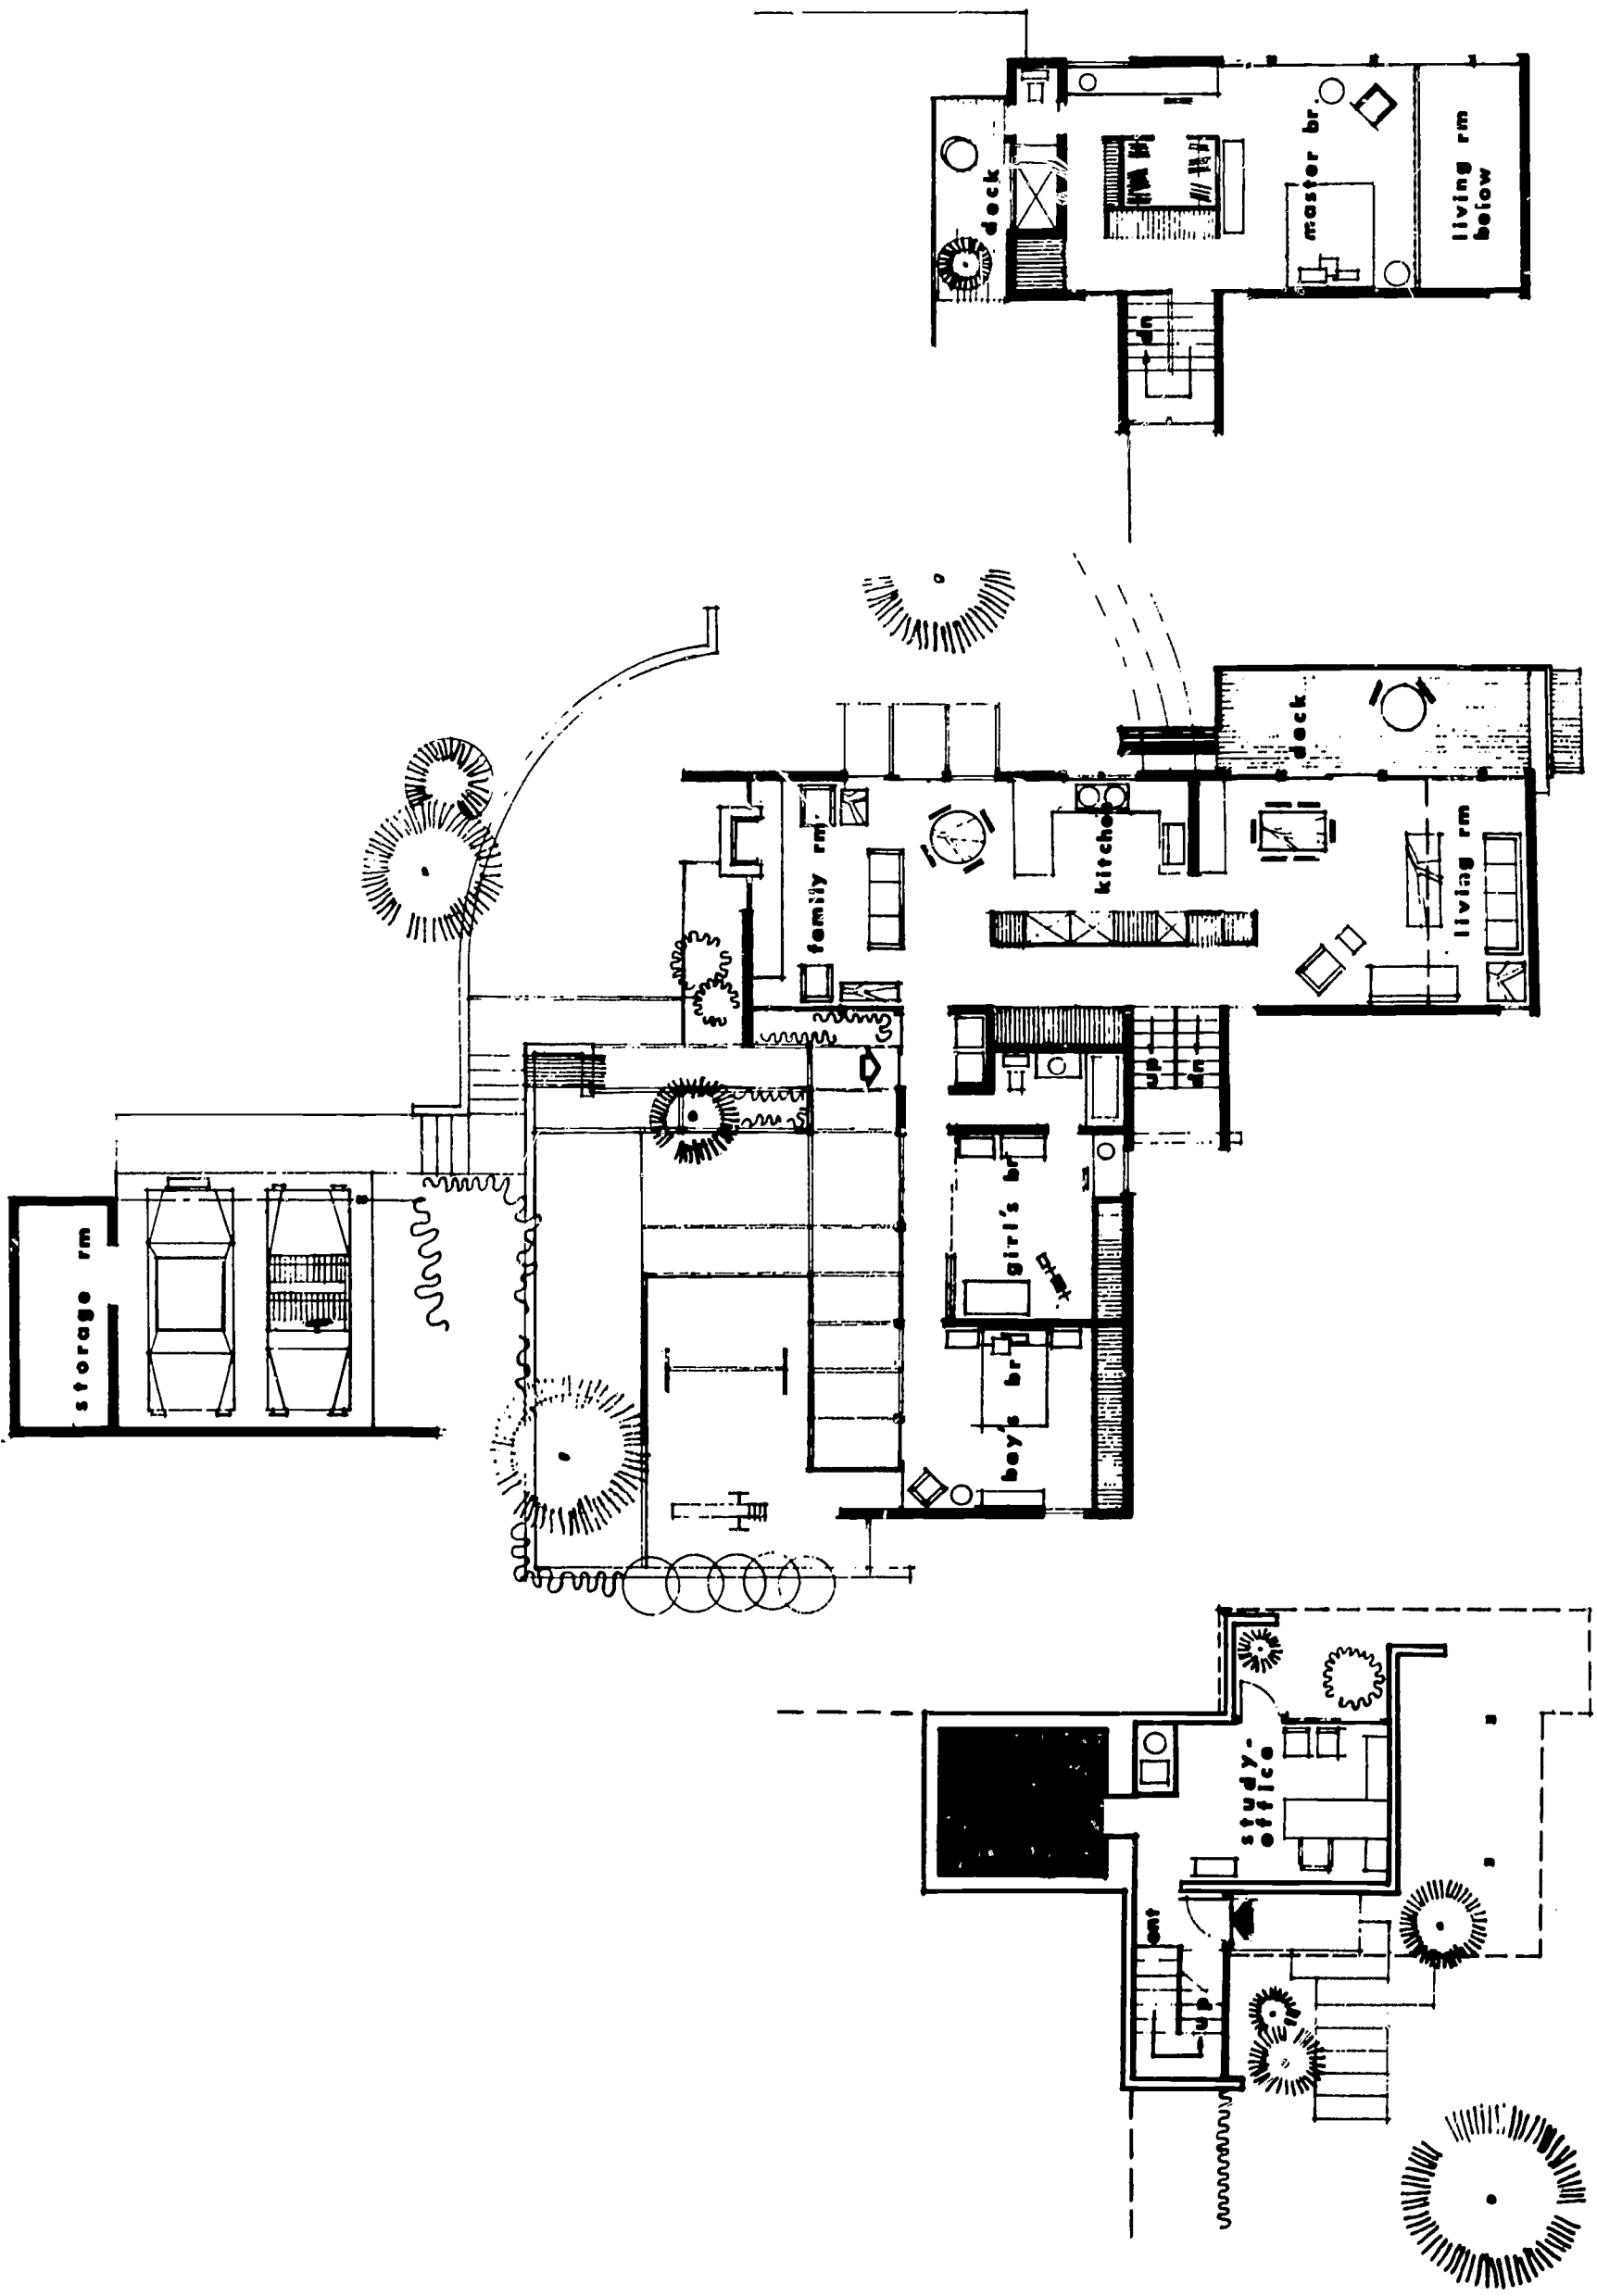 deck
master br.
living rm
below
dn
deck
family rm
kitchen
living rm
up
dn
storage rm
girl's br
boy's br
study-
office
ent
up